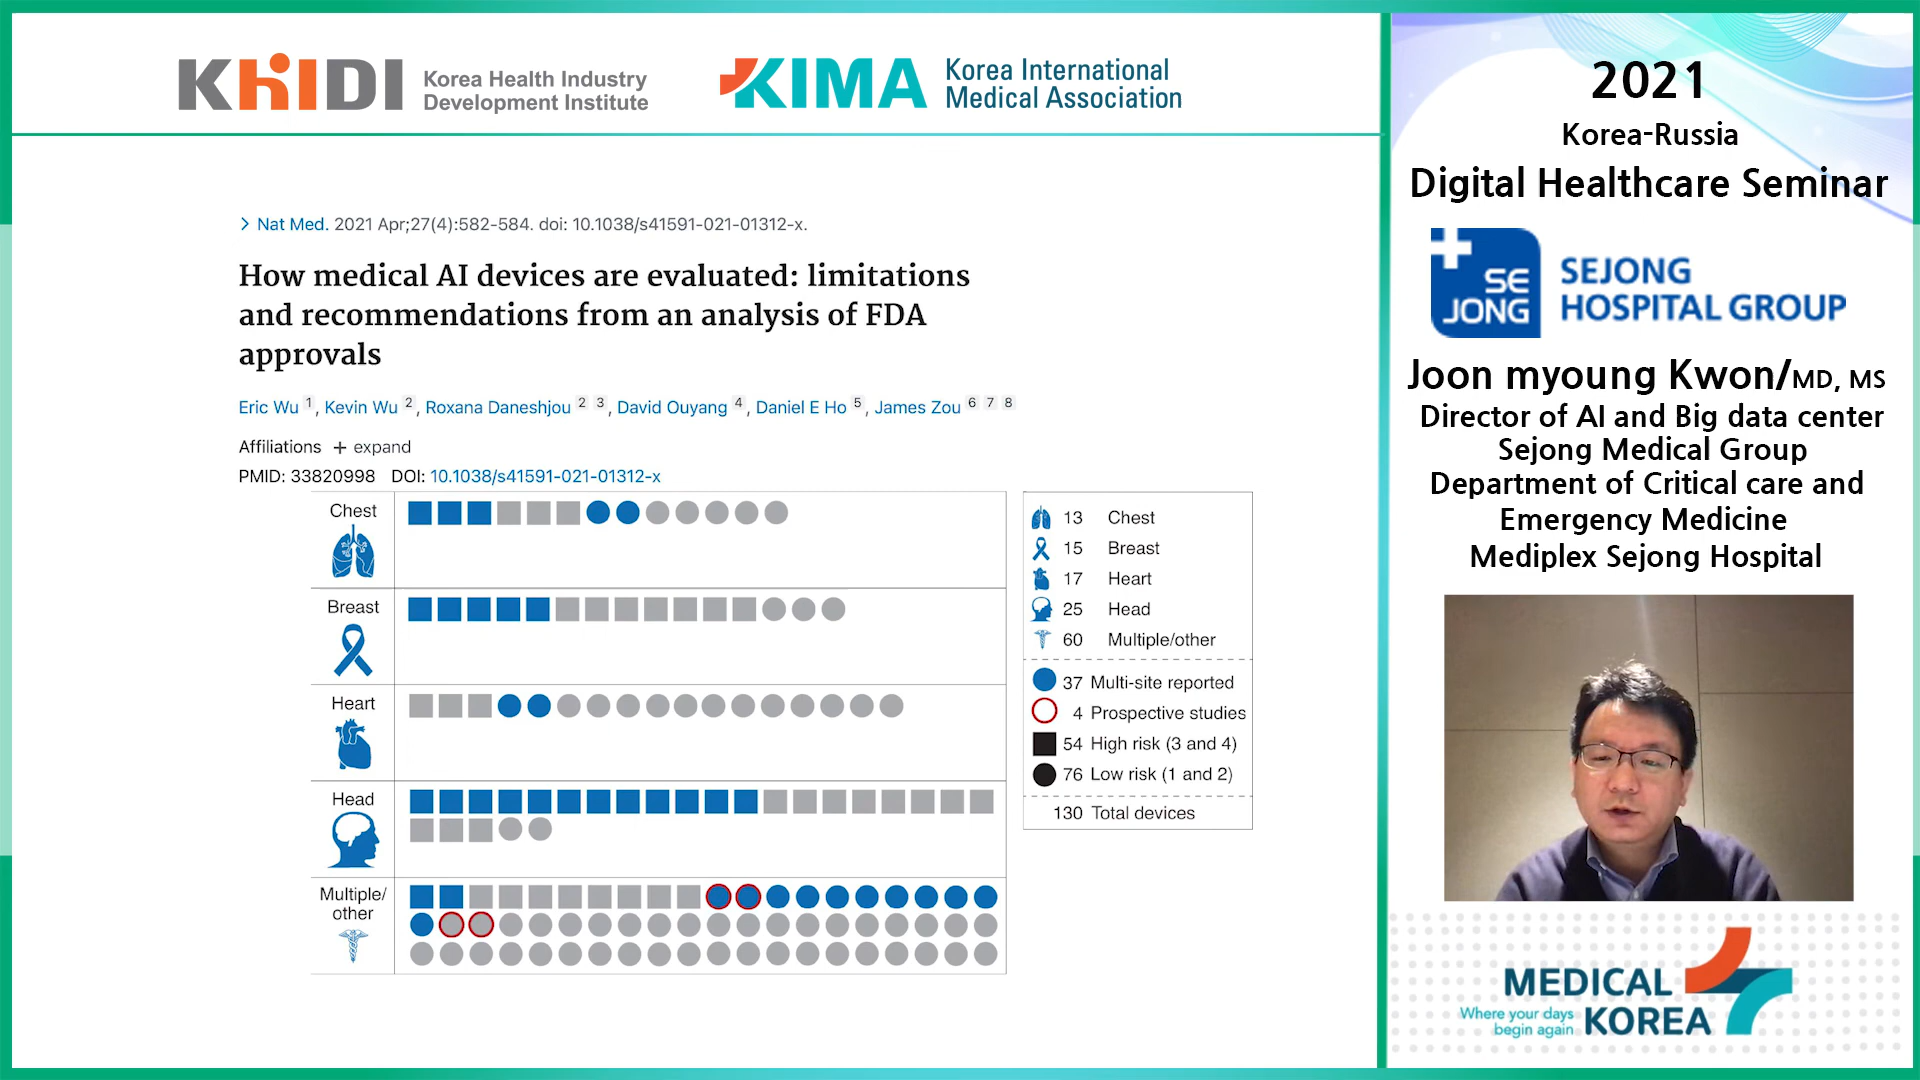 KHIDI Korea Health Industry
Development Institute
KIMA Korea International
Medical Association
> Nat Med. 2021 Apr;27(4):582-584. doi: 10.1038/s41591-021-01312-x.
How medical AI devices are evaluated: limitations
and recommendations from an analysis of FDA
approvals
Eric Wu 1, Kevin Wu 2, Roxana Daneshjou 2 3, David Ouyang 4, Daniel E Ho 5, James Zou 6 7 8
Affiliations + expand
PMID: 33820998 DOI: 10.1038/s41591-021-01312-x
Chest
Breast
Heart
Head
Multiple/
other
13 Chest
15 Breast
17 Heart
25 Head
60 Multiple/other
37 Multi-site reported
4 Prospective studies
54 High risk (3 and 4)
76 Low risk (1 and 2)
130 Total devices
2021
Korea-Russia
Digital Healthcare Seminar
SE
JONG
SEJONG
HOSPITAL GROUP
Joon myoung Kwon/MD, MS
Director of AI and Big data center
Sejong Medical Group
Department of Critical care and
Emergency Medicine
Mediplex Sejong Hospital
MEDICAL
KOREA
Where your days
begin again